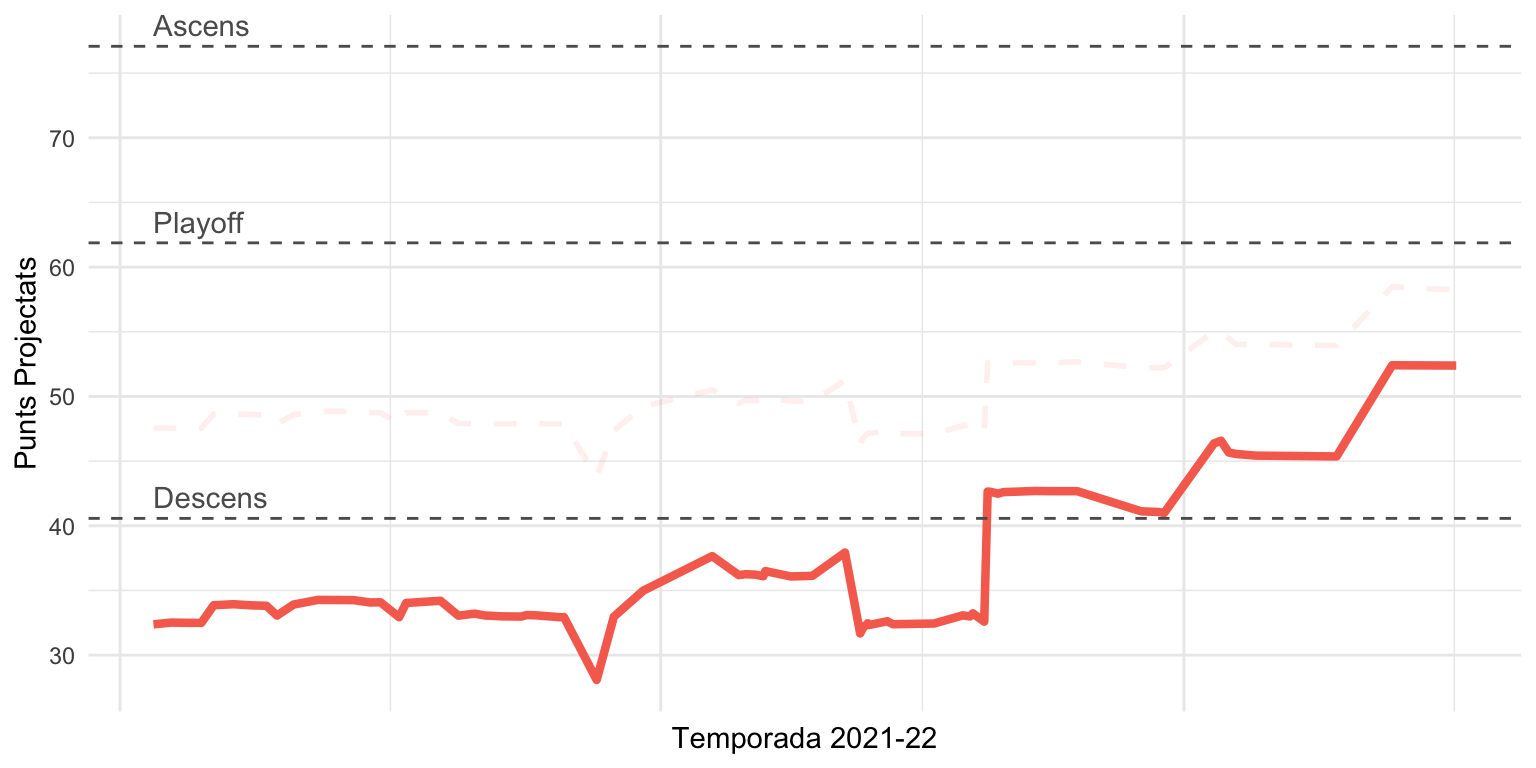 Ascens
70
Playoff
60
Punts Projectats
50
Descens
40
30
Temporada 2021-22